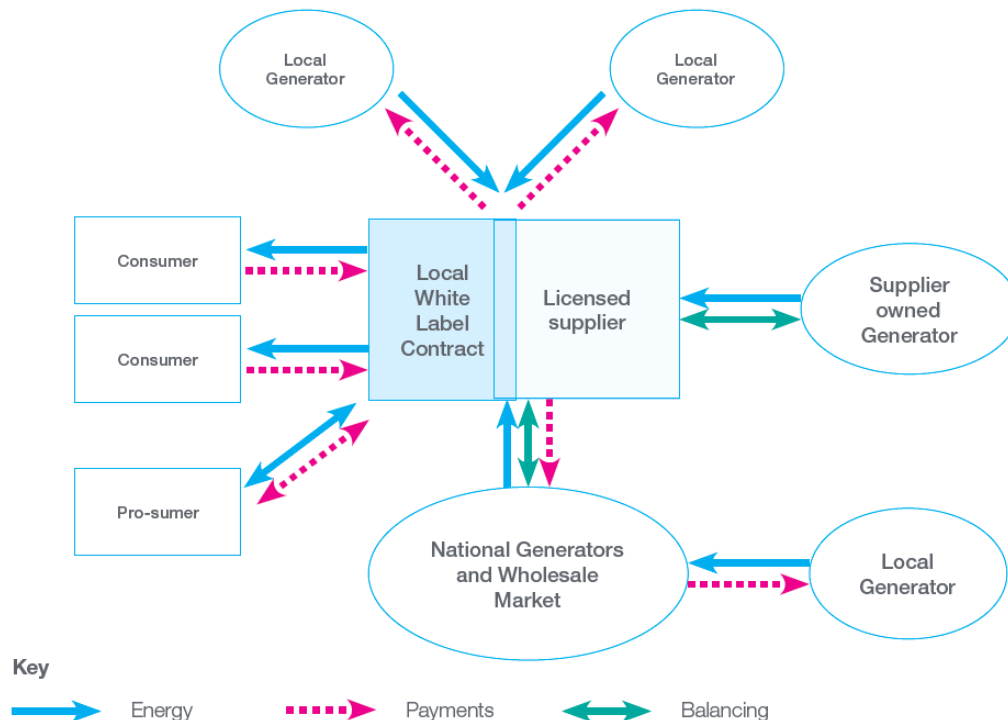 Local
Generator
Local
Generator
Consumer
Local
White
Label
Contract
Licensed
supplier
Supplier
owned
Generator
Consumer
Pro-sumer
National Generators
and Wholesale
Market
Local
Generator
Key
Energy
Payments
Balancing